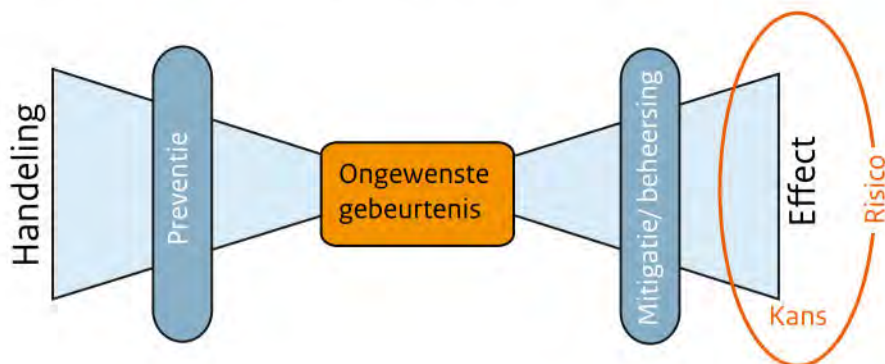 Handeling
Preventie
Ongewenste
gebeurtenis
Mitigatie/ beheersing
Effect
Risico
Kans